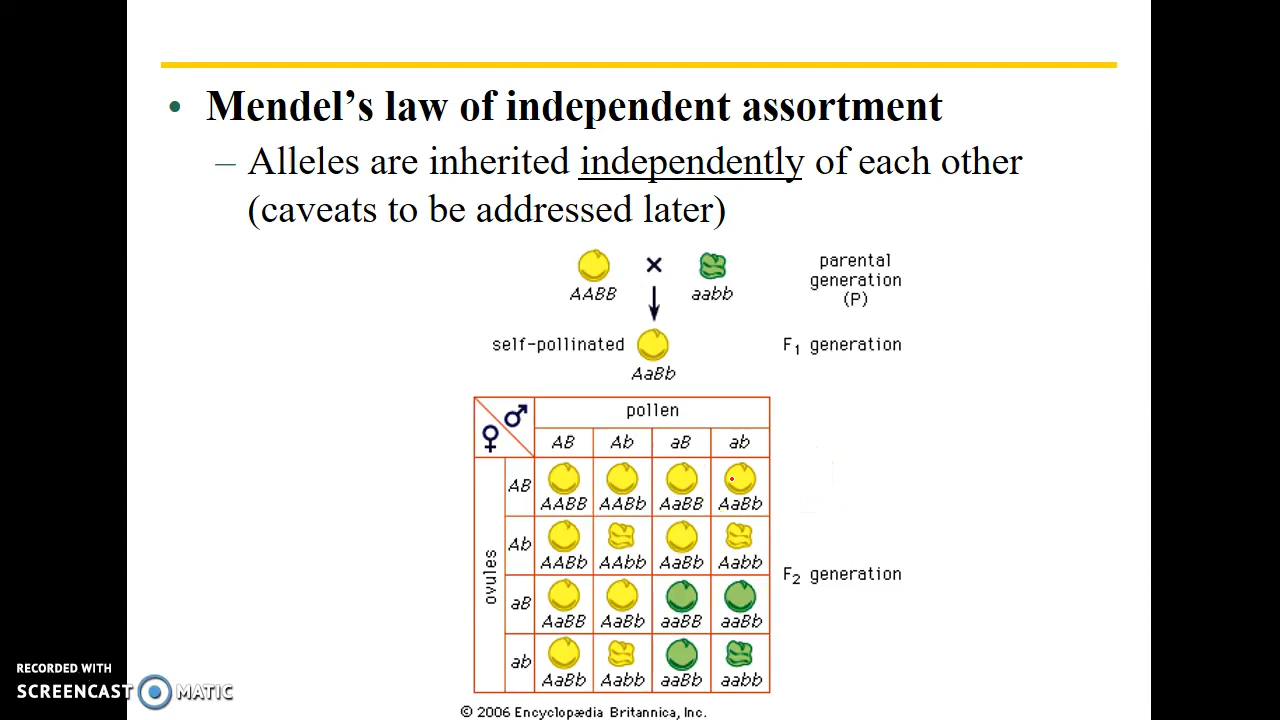 • Mendel’s law of independent assortment
– Alleles are inherited independently of each other
(caveats to be addressed later)
AABB × aabb
parental
generation
(P)
self-pollinated
F₁ generation
AaBb
♀ ♂ pollen
AB Ab aB ab
ovules
AB AABB AABb AaBB AaBb
Ab AABb AAbb AaBb Aabb
aB AaBB AaBb aaBB aaBb
ab AaBb Aabb aaBb aabb
F₂ generation
© 2006 Encyclopædia Britannica, Inc.
RECORDED WITH
SCREENCAST MATIC